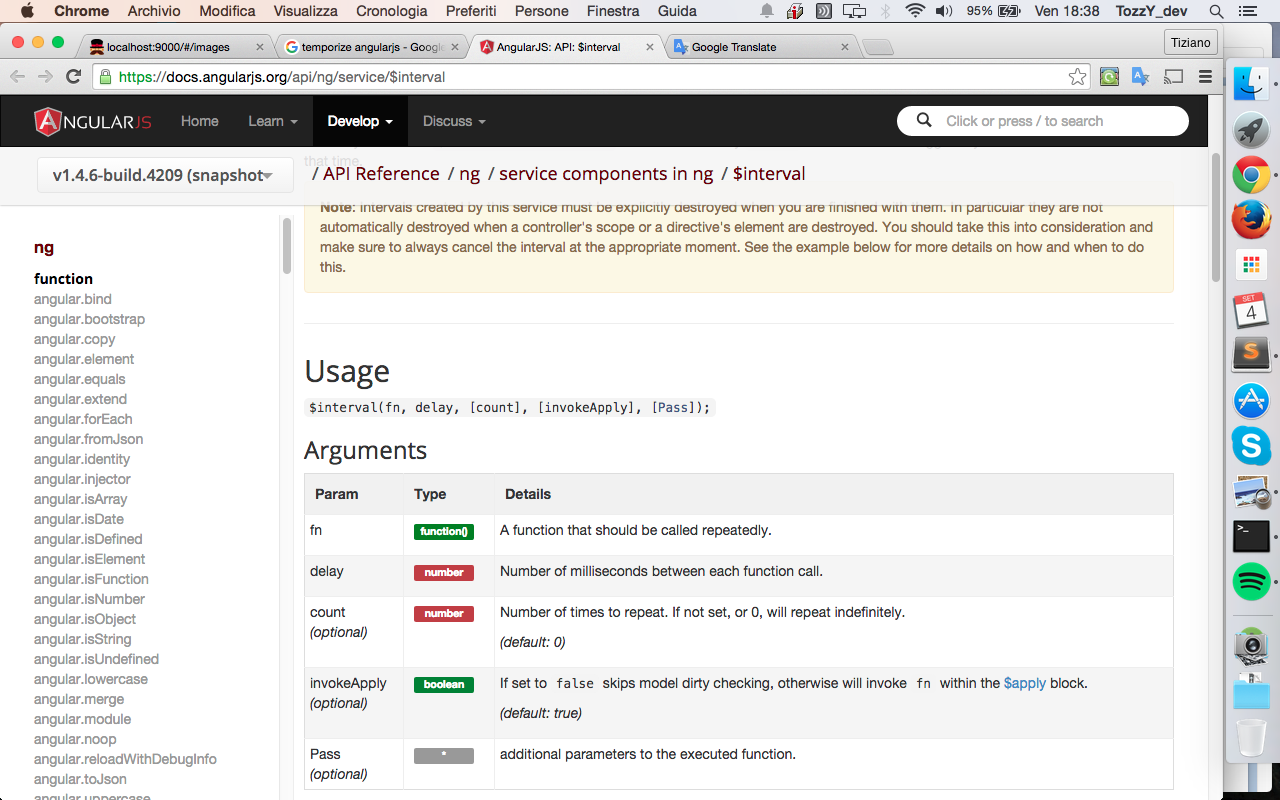 Chrome Archivio Modifica Visualizza Cronologia Preferiti Persone Finestra Guida 95% Ven 18:38 TozzY_dev
localhost:9000/#/images temporize angularjs - Google AngularJS: API: $interval Google Translate Tiziano
https://docs.angularjs.org/api/ng/service/$interval
ANGULARJS Home Learn Develop Discuss Click or press / to search
that time.
v1.4.6-build.4209 (snapshot / API Reference / ng / service components in ng / $interval
Note: Intervals created by this service must be explicitly destroyed when you are finished with them. In particular they are not
automatically destroyed when a controller's scope or a directive's element are destroyed. You should take this into consideration and
make sure to always cancel the interval at the appropriate moment. See the example below for more details on how and when to do
this.
ng
function
angular.bind
angular.bootstrap
angular.copy
angular.element
angular.equals
angular.extend
angular.forEach
angular.fromJson
angular.identity
angular.injector
angular.isArray
angular.isDate
angular.isDefined
angular.isElement
angular.isFunction
angular.isNumber
angular.isObject
angular.isString
angular.isUndefined
angular.lowercase
angular.merge
angular.module
angular.noop
angular.reloadWithDebugInfo
angular.toJson
angular.uppercase
Usage
$interval(fn, delay, [count], [invokeApply], [Pass]);
Arguments
Param Type Details
fn function() A function that should be called repeatedly.
delay number Number of milliseconds between each function call.
count number Number of times to repeat. If not set, or 0, will repeat indefinitely.
(optional)
(default: 0)
invokeApply boolean If set to false skips model dirty checking, otherwise will invoke fn within the $apply block.
(optional)
(default: true)
Pass * additional parameters to the executed function.
(optional)
SET
4